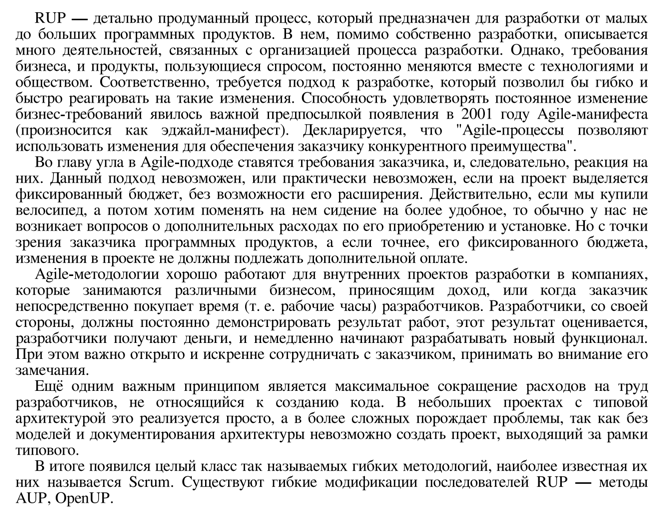 RUP — детально продуманный процесс, который предназначен для разработки от малых
до больших программных продуктов. В нем, помимо собственно разработки, описывается
много деятельностей, связанных с организацией процесса разработки. Однако, требования
бизнеса, и продукты, пользующиеся спросом, постоянно меняются вместе с технологиями и
обществом. Соответственно, требуется подход к разработке, который позволил бы гибко и
быстро реагировать на такие изменения. Способность удовлетворять постоянное изменение
бизнес-требований явилось важной предпосылкой появления в 2001 году Agile-манифеста
(произносится как эджайл-манифест). Декларируется, что "Agile-процессы позволяют
использовать изменения для обеспечения заказчику конкурентного преимущества".
Во главу угла в Agile-подходе ставятся требования заказчика, и, следовательно, реакция на
них. Данный подход невозможен, или практически невозможен, если на проект выделяется
фиксированный бюджет, без возможности его расширения. Действительно, если мы купили
велосипед, а потом хотим поменять на нем сидение на более удобное, то обычно у нас не
возникает вопросов о дополнительных расходах по его приобретению и установке. Но с точки
зрения заказчика программных продуктов, а если точнее, его фиксированного бюджета,
изменения в проекте не должны подлежать дополнительной оплате.
Agile-методологии хорошо работают для внутренних проектов разработки в компаниях,
которые занимаются различными бизнесом, приносящим доход, или когда заказчик
непосредственно покупает время (т. е. рабочие часы) разработчиков. Разработчики, со своей
стороны, должны постоянно демонстрировать результат работ, этот результат оценивается,
разработчики получают деньги, и немедленно начинают разрабатывать новый функционал.
При этом важно открыто и искренне сотрудничать с заказчиком, принимать во внимание его
замечания.
Ещё одним важным принципом является максимальное сокращение расходов на труд
разработчиков, не относящийся к созданию кода. В небольших проектах с типовой
архитектурой это реализуется просто, а в более сложных порождает проблемы, так как без
моделей и документирования архитектуры невозможно создать проект, выходящий за рамки
типового.
В итоге появился целый класс так называемых гибких методологий, наиболее известная их
них называется Scrum. Существуют гибкие модификации последователей RUP — методы
AUP, OpenUP.